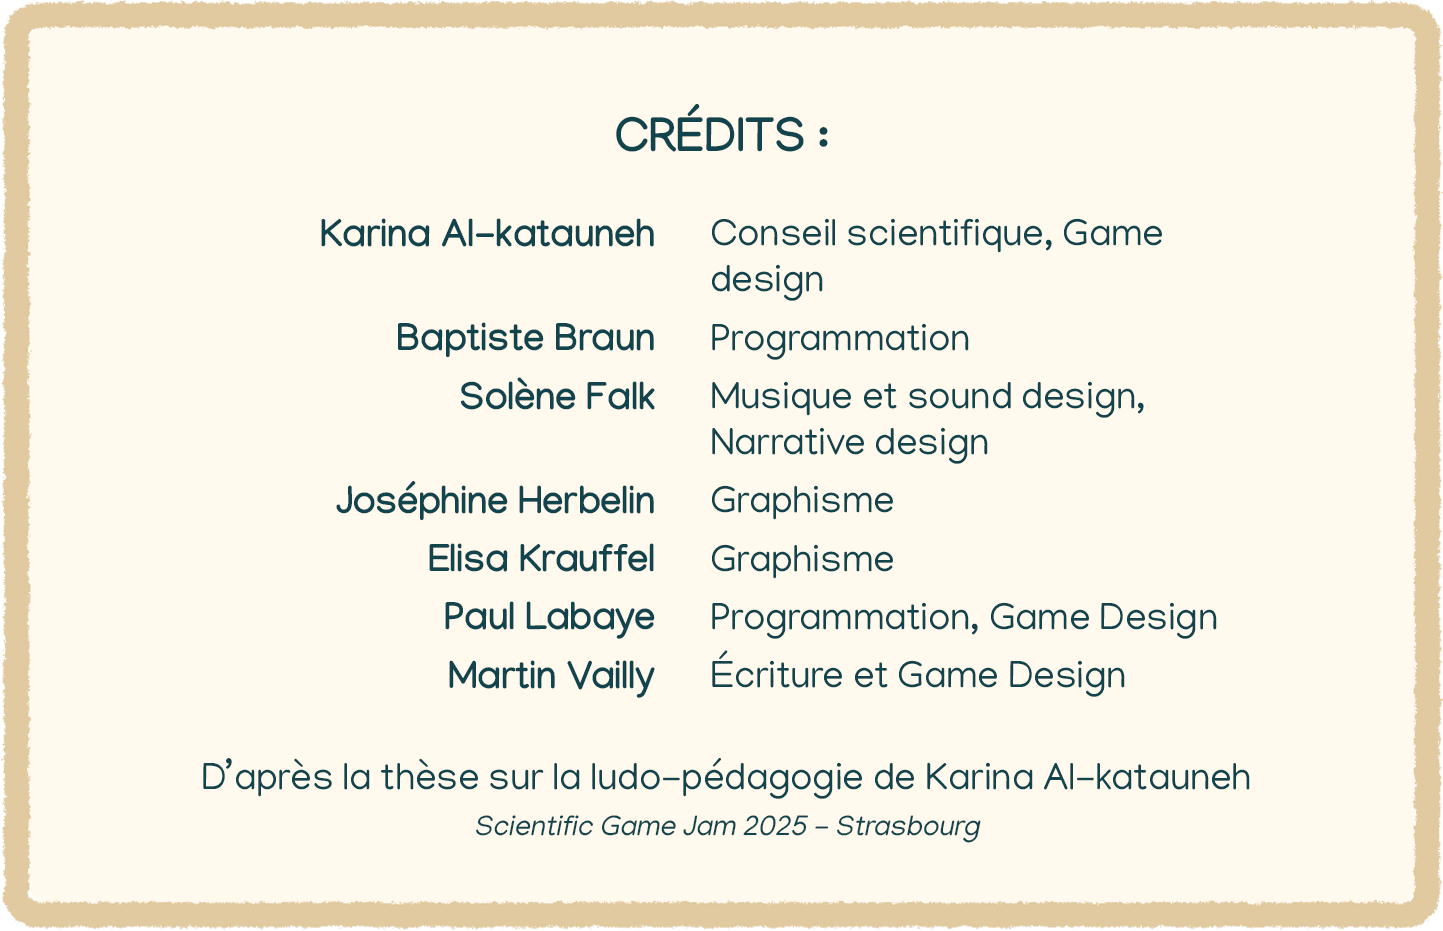 CRÉDITS :
Karina Al-katauneh Conseil scientifique, Game
design
Baptiste Braun Programmation
Solène Falk Musique et sound design,
Narrative design
Joséphine Herbelin Graphisme
Elisa Krauffel Graphisme
Paul Labaye Programmation, Game Design
Martin Vailly Écriture et Game Design
D’après la thèse sur la ludo-pédagogie de Karina Al-katauneh
Scientific Game Jam 2025 - Strasbourg